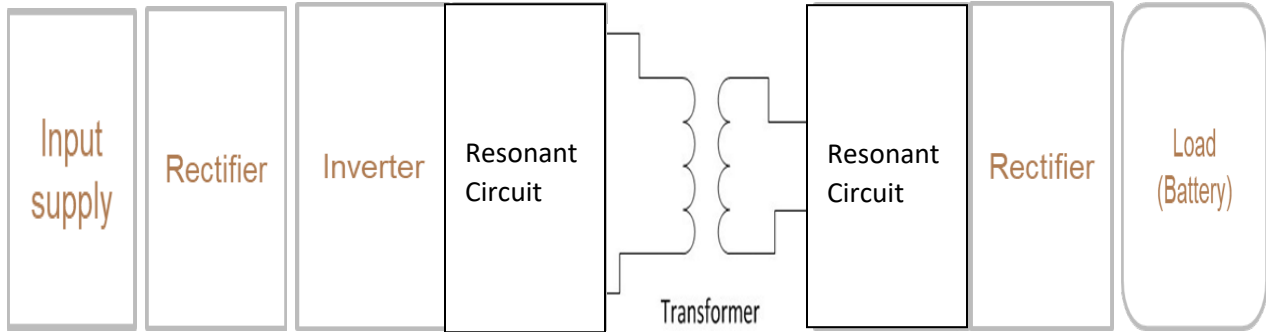 Input
supply
Rectifier
Inverter
Resonant
Circuit
Transformer
Resonant
Circuit
Rectifier
Load
(Battery)